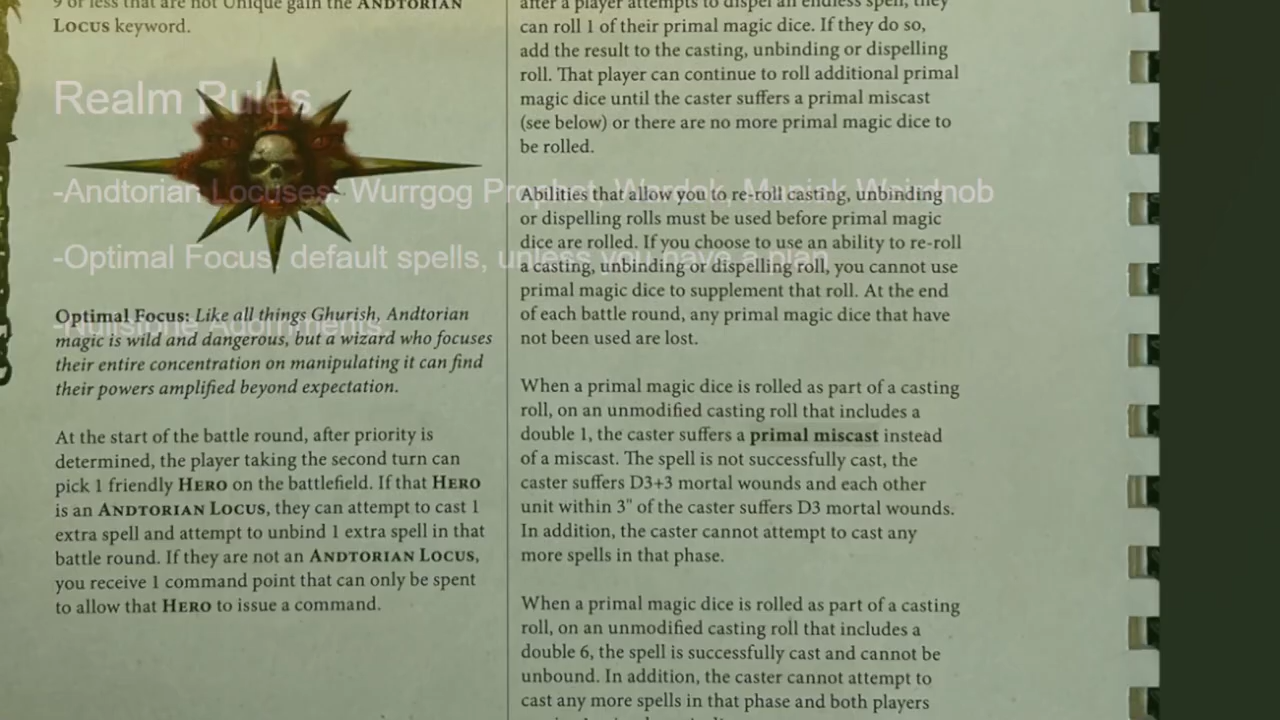 9 or less that are not Unique gain the ANDTORIAN
LOCUS keyword.
Realm Rules
-Andtorian Locuses: Wurrgog Prophet, Wardokk, Maniak Weirdnob
-Optimal Focus, default spells, unless you have a plan
-Nullstone Adornments
Optimal Focus: Like all things Ghurish, Andtorian
magic is wild and dangerous, but a wizard who focuses
their entire concentration on manipulating it can find
their powers amplified beyond expectation.
At the start of the battle round, after priority is
determined, the player taking the second turn can
pick 1 friendly HERO on the battlefield. If that HERO
is an ANDTORIAN LOCUS, they can attempt to cast 1
extra spell and attempt to unbind 1 extra spell in that
battle round. If they are not an ANDTORIAN LOCUS,
you receive 1 command point that can only be spent
to allow that HERO to issue a command.
after a player attempts to dispel an endless spell, they
can roll 1 of their primal magic dice. If they do so,
add the result to the casting, unbinding or dispelling
roll. That player can continue to roll additional primal
magic dice until the caster suffers a primal miscast
(see below) or there are no more primal magic dice to
be rolled.
Abilities that allow you to re-roll casting, unbinding
or dispelling rolls must be used before primal magic
dice are rolled. If you choose to use an ability to re-roll
a casting, unbinding or dispelling roll, you cannot use
primal magic dice to supplement that roll. At the end
of each battle round, any primal magic dice that have
not been used are lost.
When a primal magic dice is rolled as part of a casting
roll, on an unmodified casting roll that includes a
double 1, the caster suffers a primal miscast instead
of a miscast. The spell is not successfully cast, the
caster suffers D3+3 mortal wounds and each other
unit within 3" of the caster suffers D3 mortal wounds.
In addition, the caster cannot attempt to cast any
more spells in that phase.
When a primal magic dice is rolled as part of a casting
roll, on an unmodified casting roll that includes a
double 6, the spell is successfully cast and cannot be
unbound. In addition, the caster cannot attempt to
cast any more spells in that phase and both players